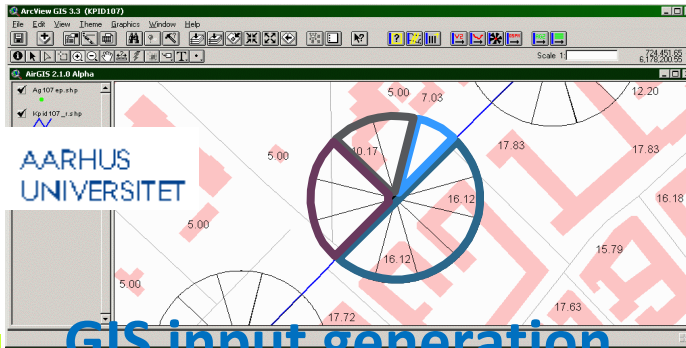 ArcView GIS 3.3 (KPID107)
File Edit View Theme Graphics Window Help
Scale 1:
724,451.65
6,178,200.55
AirGIS 2.1.0 Alpha
Ag107ep.shp
Kpid107_r.shp
AARHUS
UNIVERSITET
5.00 7.03 12.20
5.00 10.17 17.83 17.83
16.12 16.18
5.00
16.12 15.79
5.00
17.72 17.63
GIS input generation